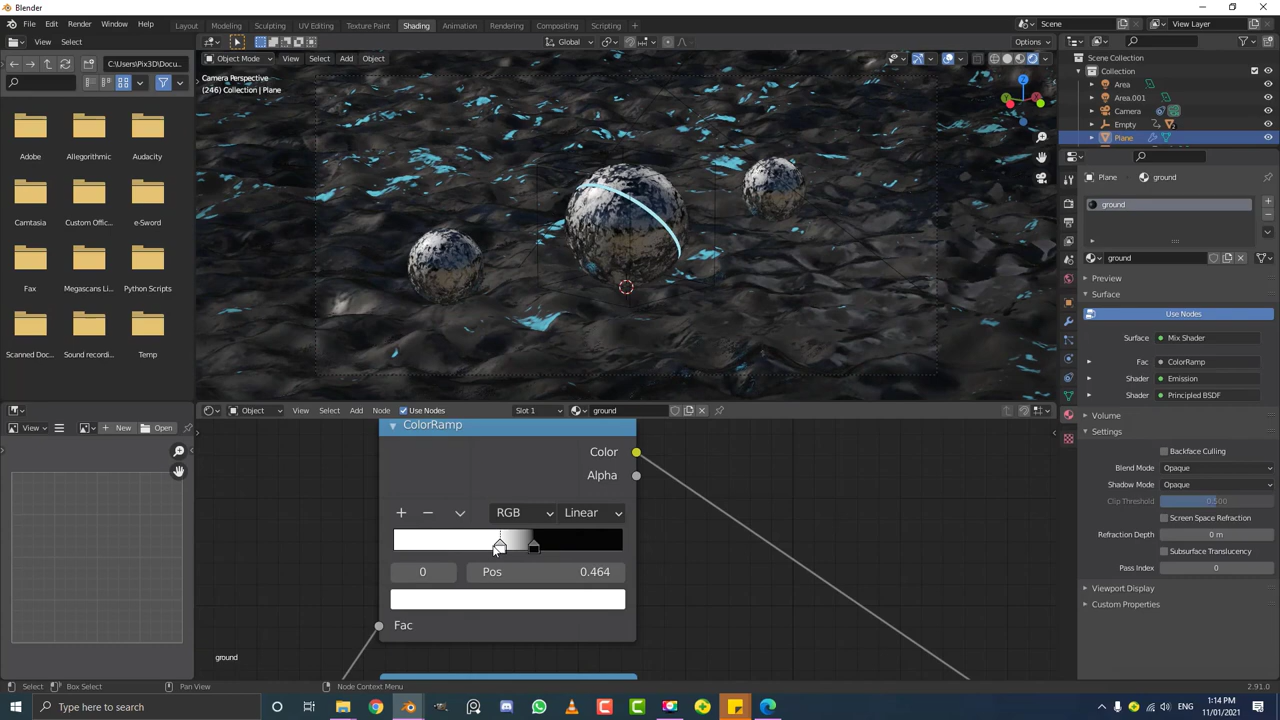 Blender
File Edit Render Window Help
Layout Modeling Sculpting UV Editing Texture Paint Shading Animation Rendering Compositing Scripting
Scene View Layer
View Select
Global
Options
C:\Users\Pix3D\Docu...
Object Mode View Select Add Object
Camera Perspective
(246) Collection | Plane
X
Y
Z
Scene Collection
Collection
Area
Area.001
Camera
Empty
Plane
Adobe Allegorithmic Audacity
Camtasia Custom Offic... e-Sword
Fax Megascans Li... Python Scripts
Scanned Doc... Sound recordi... Temp
Plane ground
ground
ground
Preview
Surface
Use Nodes
Surface Mix Shader
Fac ColorRamp
Shader Emission
Shader Principled BSDF
Volume
Settings
Backface Culling
Blend Mode Opaque
Shadow Mode Opaque
Clip Threshold 0.500
Screen Space Refraction
Refraction Depth 0 m
Subsurface Translucency
Pass Index 0
Viewport Display
Custom Properties
View New Open
Object View Select Add Node Use Nodes Slot 1 ground
ColorRamp
Color
Alpha
RGB Linear
0 Pos 0.464
Fac
ground
Select Box Select Pan View Node Context Menu 2.91.0
Type here to search
ENG
1:14 PM
11/01/2021